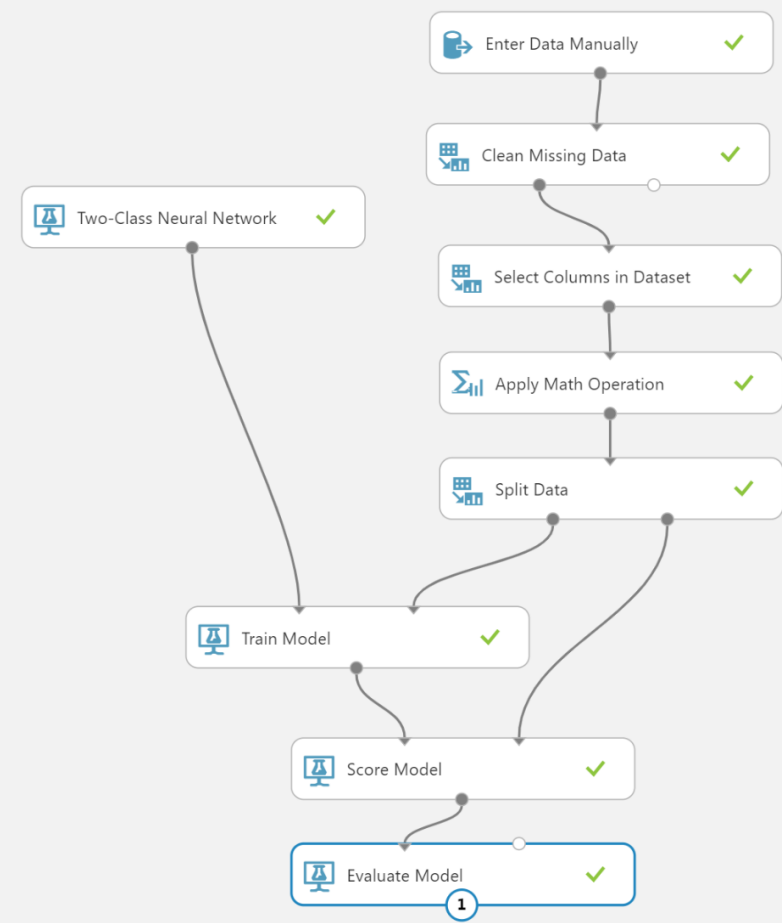 Enter Data Manually
Clean Missing Data
Two-Class Neural Network
Select Columns in Dataset
Apply Math Operation
Split Data
Train Model
Score Model
Evaluate Model
1